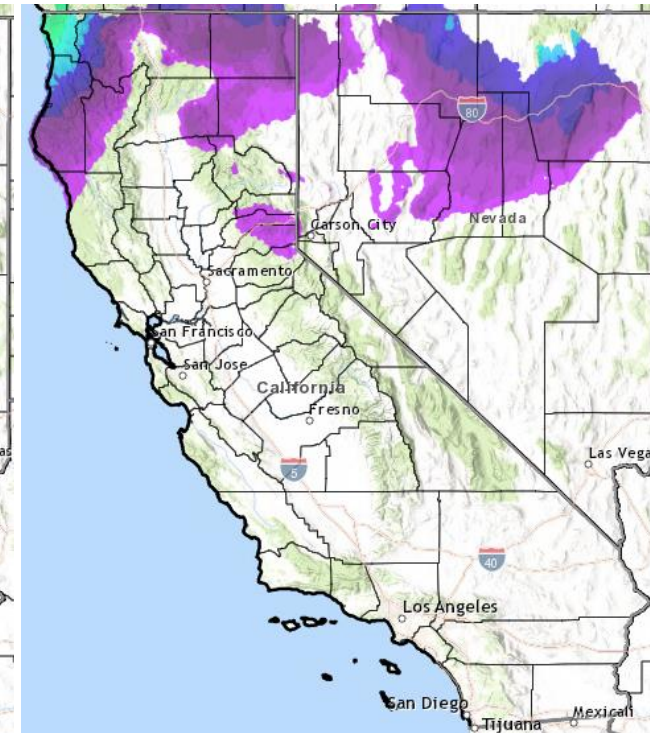 80
Nevada
Carson City
Sacramento
San Francisco
San Jose
California
Fresno
as
Las Vega
5
40
Los Angeles
San Diego
Mexicali
Tijuana